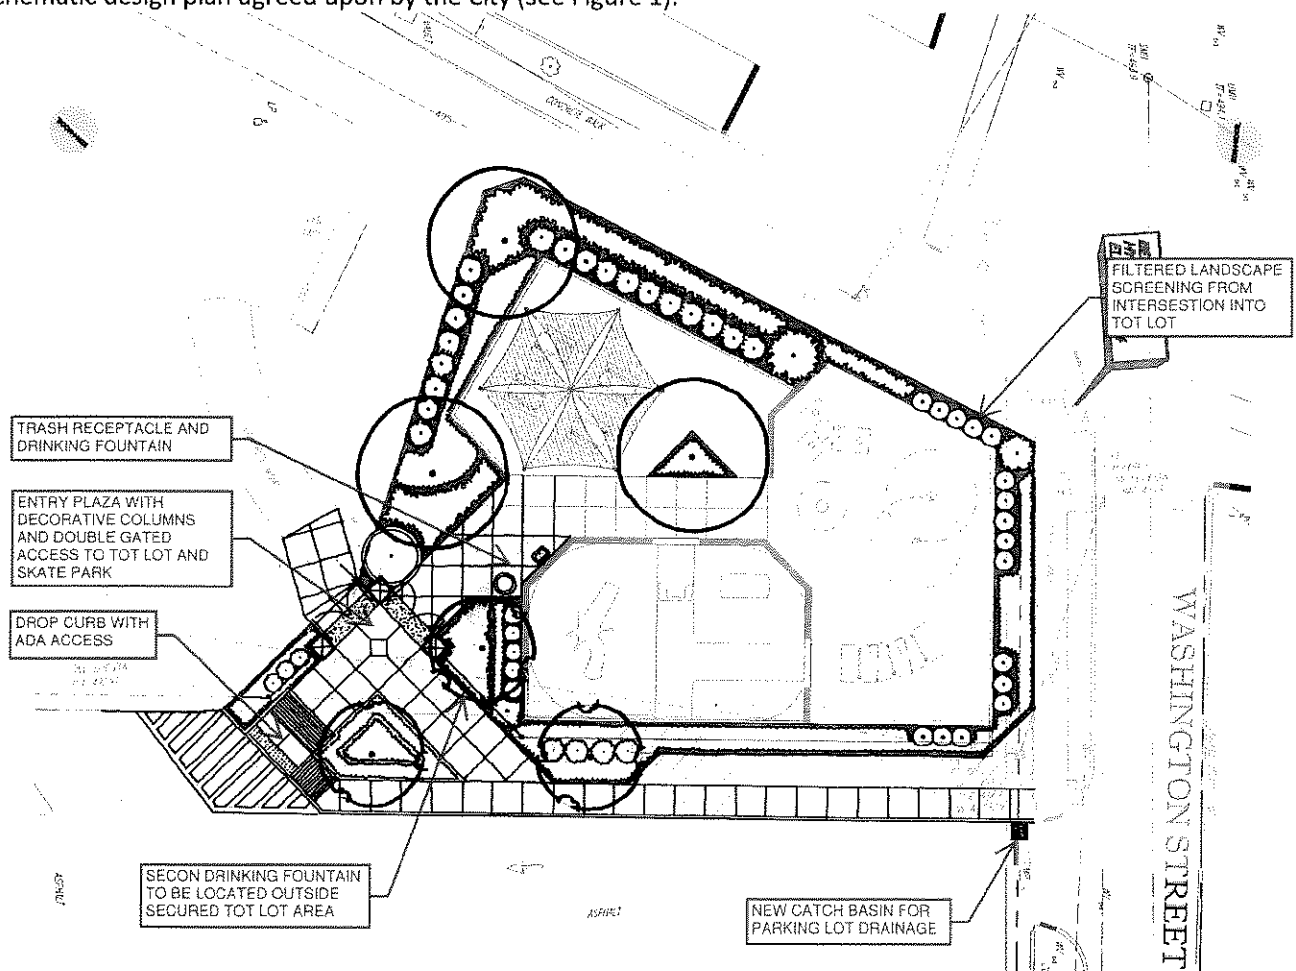 schematic design plan agreed upon by the City (see Figure 1).
CONCRETE WALK
FILTERED LANDSCAPE
SCREENING FROM
INTERSESTION INTO
TOT LOT
TRASH RECEPTACLE AND
DRINKING FOUNTAIN
ENTRY PLAZA WITH
DECORATIVE COLUMNS
AND DOUBLE GATED
ACCESS TO TOT LOT AND
SKATE PARK
DROP CURB WITH
ADA ACCESS
WASHINGTON STREET
SECON DRINKING FOUNTAIN
TO BE LOCATED OUTSIDE
SECURED TOT LOT AREA
ASPHALT
ASPHALT
NEW CATCH BASIN FOR
PARKING LOT DRAINAGE